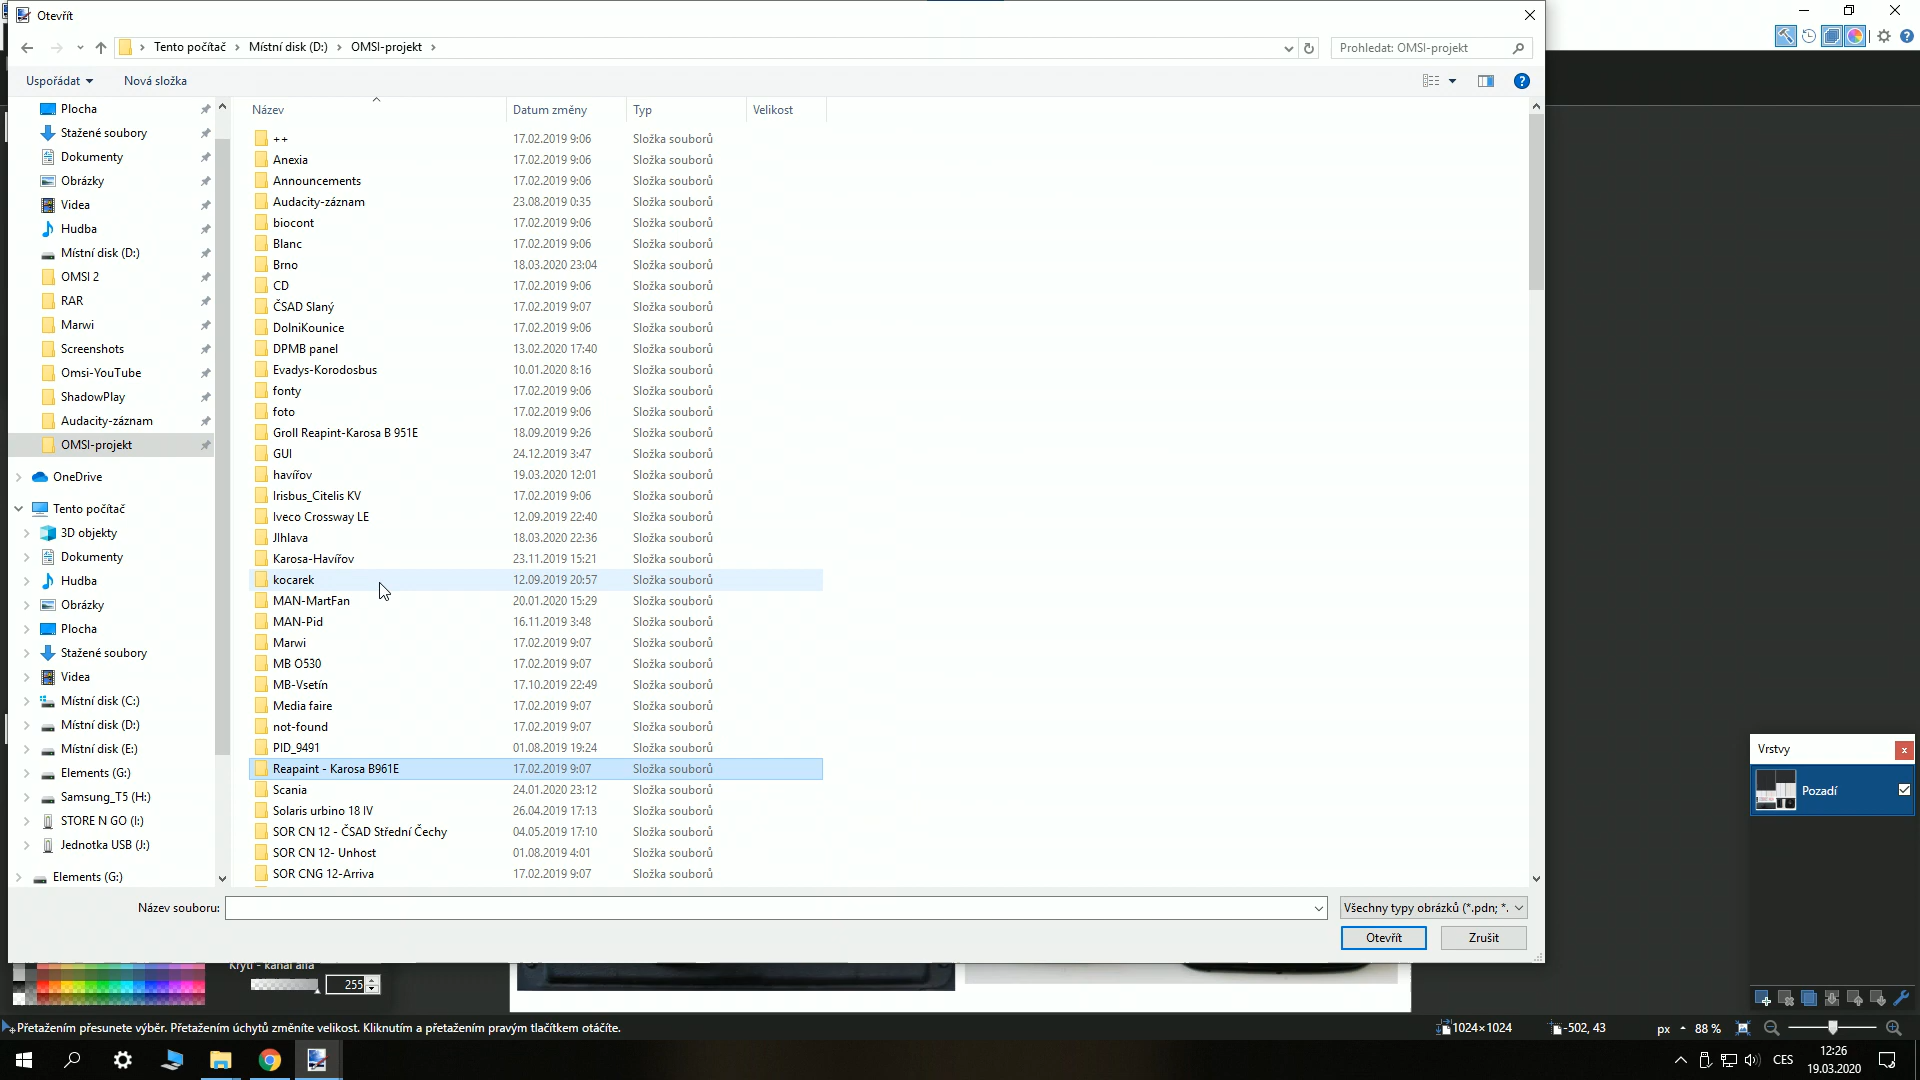 Otevřít
Tento počítač
Místní disk (D:)
OMSI-projekt
Prohledat: OMSI-projekt
Uspořádat
Nová složka
Název
Datum změny
Typ
Velikost
Plocha
Stažené soubory
Dokumenty
Obrázky
Videa
Hudba
Místní disk (D:)
OMSI 2
RAR
Marwi
Screenshots
Omsi-YouTube
ShadowPlay
Audacity-záznam
OMSI-projekt
OneDrive
Tento počítač
3D objekty
Dokumenty
Hudba
Obrázky
Plocha
Stažené soubory
Videa
Místní disk (C:)
Místní disk (D:)
Místní disk (E:)
Elements (G:)
Samsung_T5 (H:)
STORE N GO (I:)
Jednotka USB (J:)
Elements (G:)
++ 17.02.2019 9:06 Složka souborů
Anexia 17.02.2019 9:06 Složka souborů
Announcements 17.02.2019 9:06 Složka souborů
Audacity-záznam 23.08.2019 0:35 Složka souborů
biocont 17.02.2019 9:06 Složka souborů
Blanc 17.02.2019 9:06 Složka souborů
Brno 18.03.2020 23:04 Složka souborů
CD 17.02.2019 9:06 Složka souborů
ČSAD Slaný 17.02.2019 9:07 Složka souborů
DolniKounice 17.02.2019 9:06 Složka souborů
DPMB panel 13.02.2020 17:40 Složka souborů
Evadys-Korodosbus 10.01.2020 8:16 Složka souborů
fonty 17.02.2019 9:06 Složka souborů
foto 17.02.2019 9:06 Složka souborů
Groll Reapint-Karosa B 951E 18.09.2019 9:26 Složka souborů
GUI 24.12.2019 3:47 Složka souborů
havířov 19.03.2020 12:01 Složka souborů
Irisbus_Citelis KV 17.02.2019 9:06 Složka souborů
Iveco Crossway LE 12.09.2019 22:40 Složka souborů
JIhlava 18.03.2020 22:36 Složka souborů
Karosa-Havířov 23.11.2019 15:21 Složka souborů
kocarek 12.09.2019 20:57 Složka souborů
MAN-MartFan 20.01.2020 15:29 Složka souborů
MAN-Pid 16.11.2019 3:48 Složka souborů
Marwi 17.02.2019 9:07 Složka souborů
MB O530 17.02.2019 9:07 Složka souborů
MB-Vsetín 17.10.2019 22:49 Složka souborů
Media faire 17.02.2019 9:07 Složka souborů
not-found 17.02.2019 9:07 Složka souborů
PID_9491 01.08.2019 19:24 Složka souborů
Reapaint - Karosa B961E 17.02.2019 9:07 Složka souborů
Scania 24.01.2020 23:12 Složka souborů
Solaris urbino 18 IV 26.04.2019 17:13 Složka souborů
SOR CN 12 - ČSAD Střední Čechy 04.05.2019 17:10 Složka souborů
SOR CN 12- Unhost 01.08.2019 4:01 Složka souborů
SOR CNG 12-Arriva 17.02.2019 9:07 Složka souborů
Název souboru:
Všechny typy obrázků (*.pdn; *.
Otevřít
Zrušit
Vrstvy
Pozadí
Krytí - kanál alfa
255
Přetažením přesunete výběr. Přetažením úchytů změníte velikost. Kliknutím a přetažením pravým tlačítkem otáčíte.
1024×1024
-502, 43
px
88 %
CES
12:26
19.03.2020